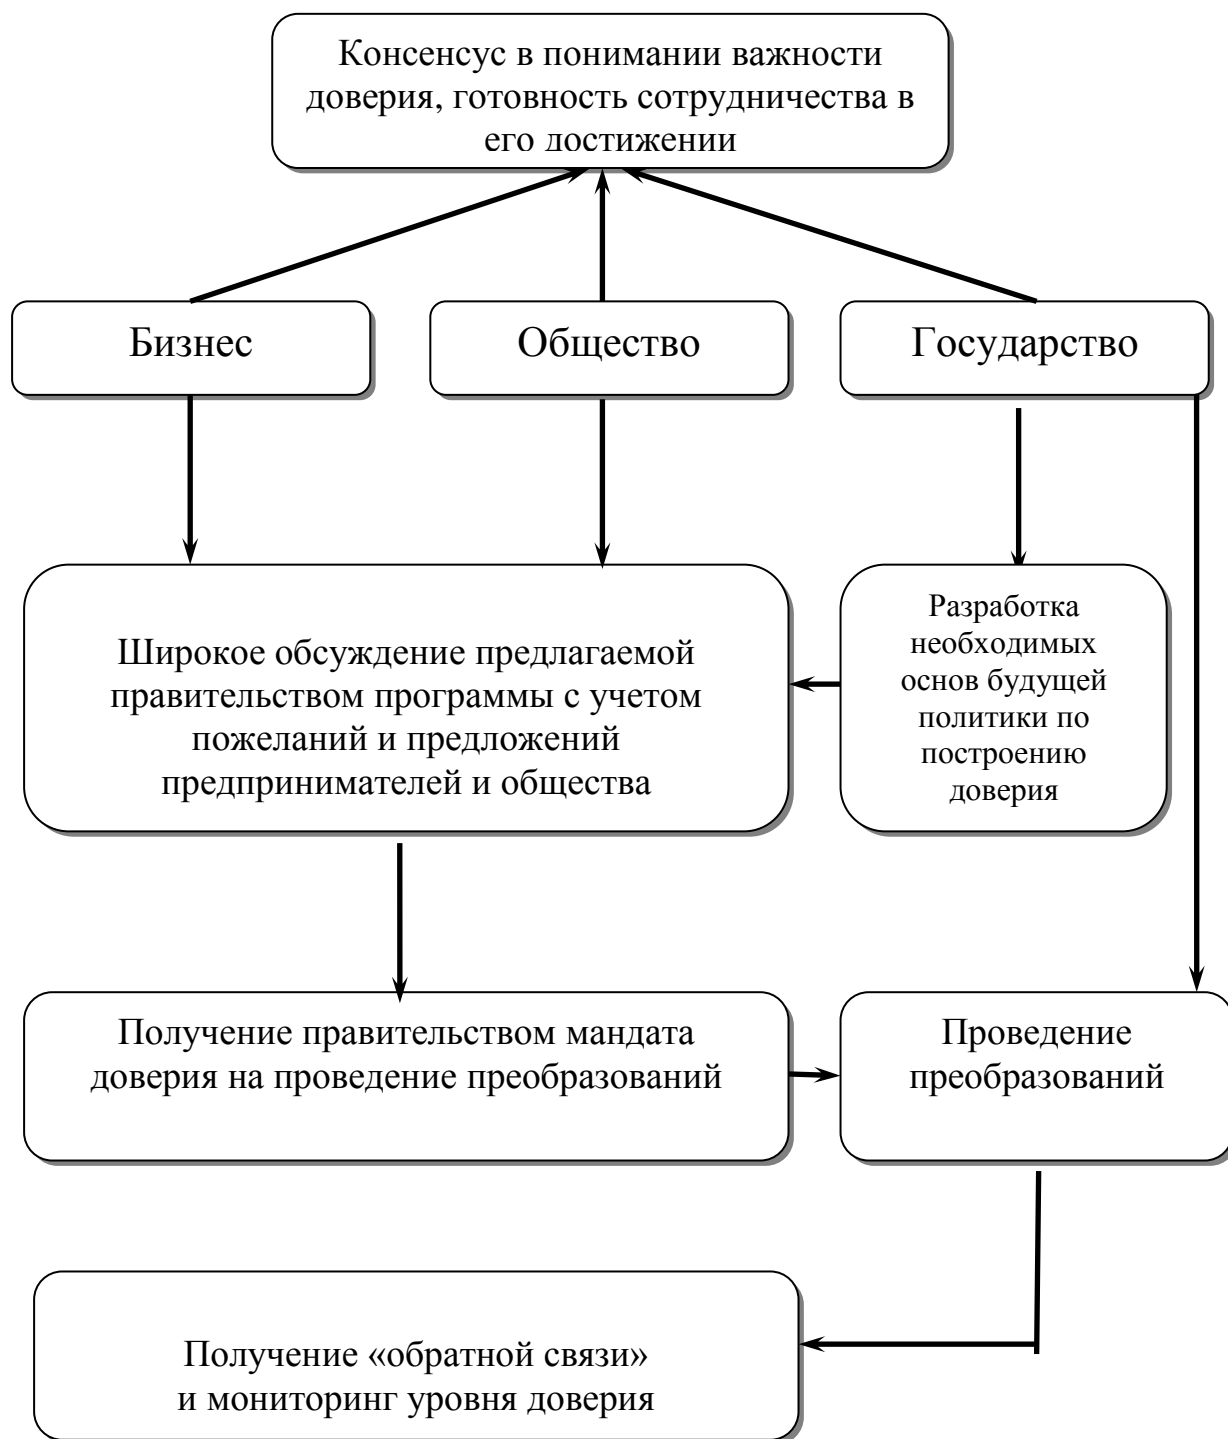 Консенсус в понимании важности
доверия, готовность сотрудничества в
его достижении
Бизнес
Общество
Государство
Широкое обсуждение предлагаемой
правительством программы с учетом
пожеланий и предложений
предпринимателей и общества
Разработка
необходимых
основ будущей
политики по
построению
доверия
Получение правительством мандата
доверия на проведение преобразований
Проведение
преобразований
Получение «обратной связи»
и мониторинг уровня доверия